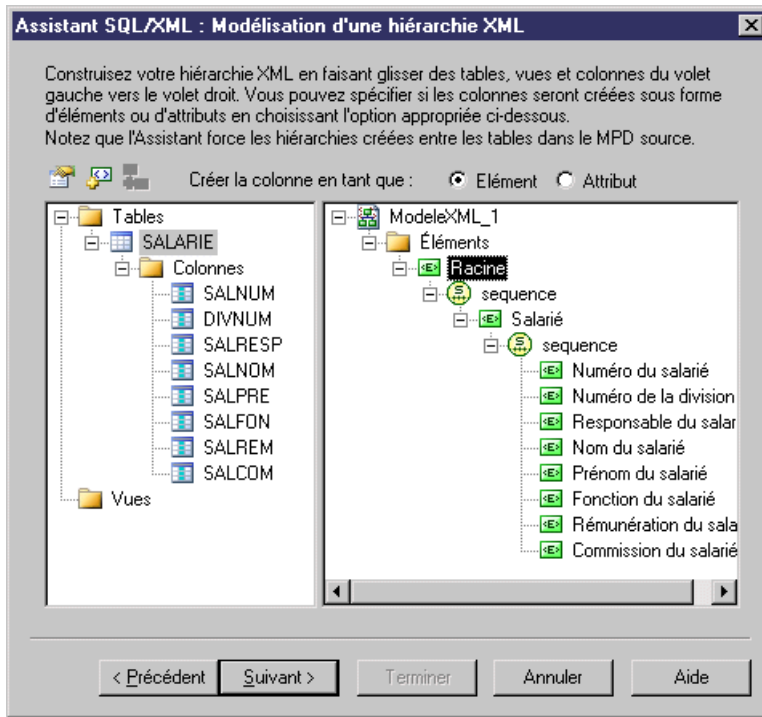 Assistant SQL/XML : Modélisation d'une hiérarchie XML
Construisez votre hiérarchie XML en faisant glisser des tables, vues et colonnes du volet
gauche vers le volet droit. Vous pouvez spécifier si les colonnes seront créées sous forme
d'éléments ou d'attributs en choisissant l'option appropriée ci-dessous.
Notez que l'Assistant force les hiérarchies créées entre les tables dans le MPD source.
Créer la colonne en tant que : Elément Attribut
Tables
SALARIE
Colonnes
SALNUM
DIVNUM
SALRESP
SALNOM
SALPRE
SALFON
SALREM
SALCOM
Vues
ModeleXML_1
Éléments
Racine
sequence
Salarié
sequence
Numéro du salarié
Numéro de la division
Responsable du salar
Nom du salarié
Prénom du salarié
Fonction du salarié
Rémunération du sala
Commission du salarié
< Précédent Suivant > Terminer Annuler Aide